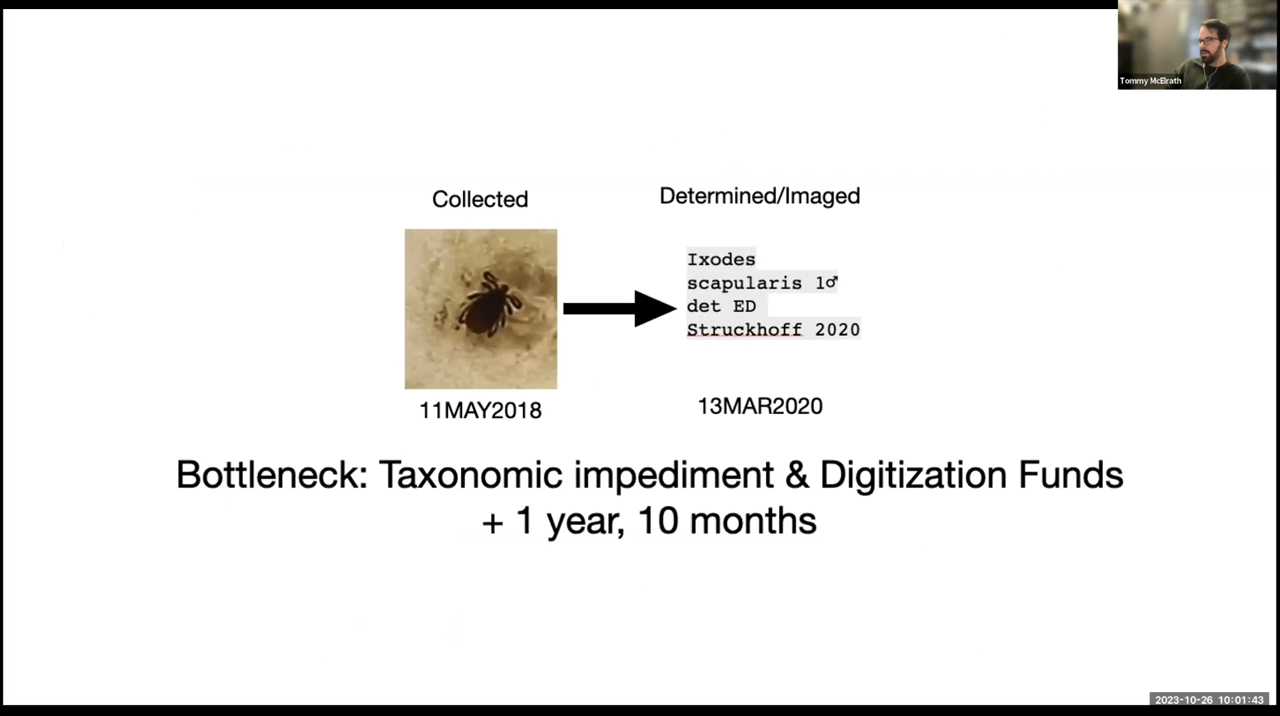 Tommy McElrath
Collected
Determined/Imaged
Ixodes
scapularis 1♂
det ED
Struckhoff 2020
11MAY2018
13MAR2020
Bottleneck: Taxonomic impediment & Digitization Funds
+ 1 year, 10 months
2023-10-26 10:01:43